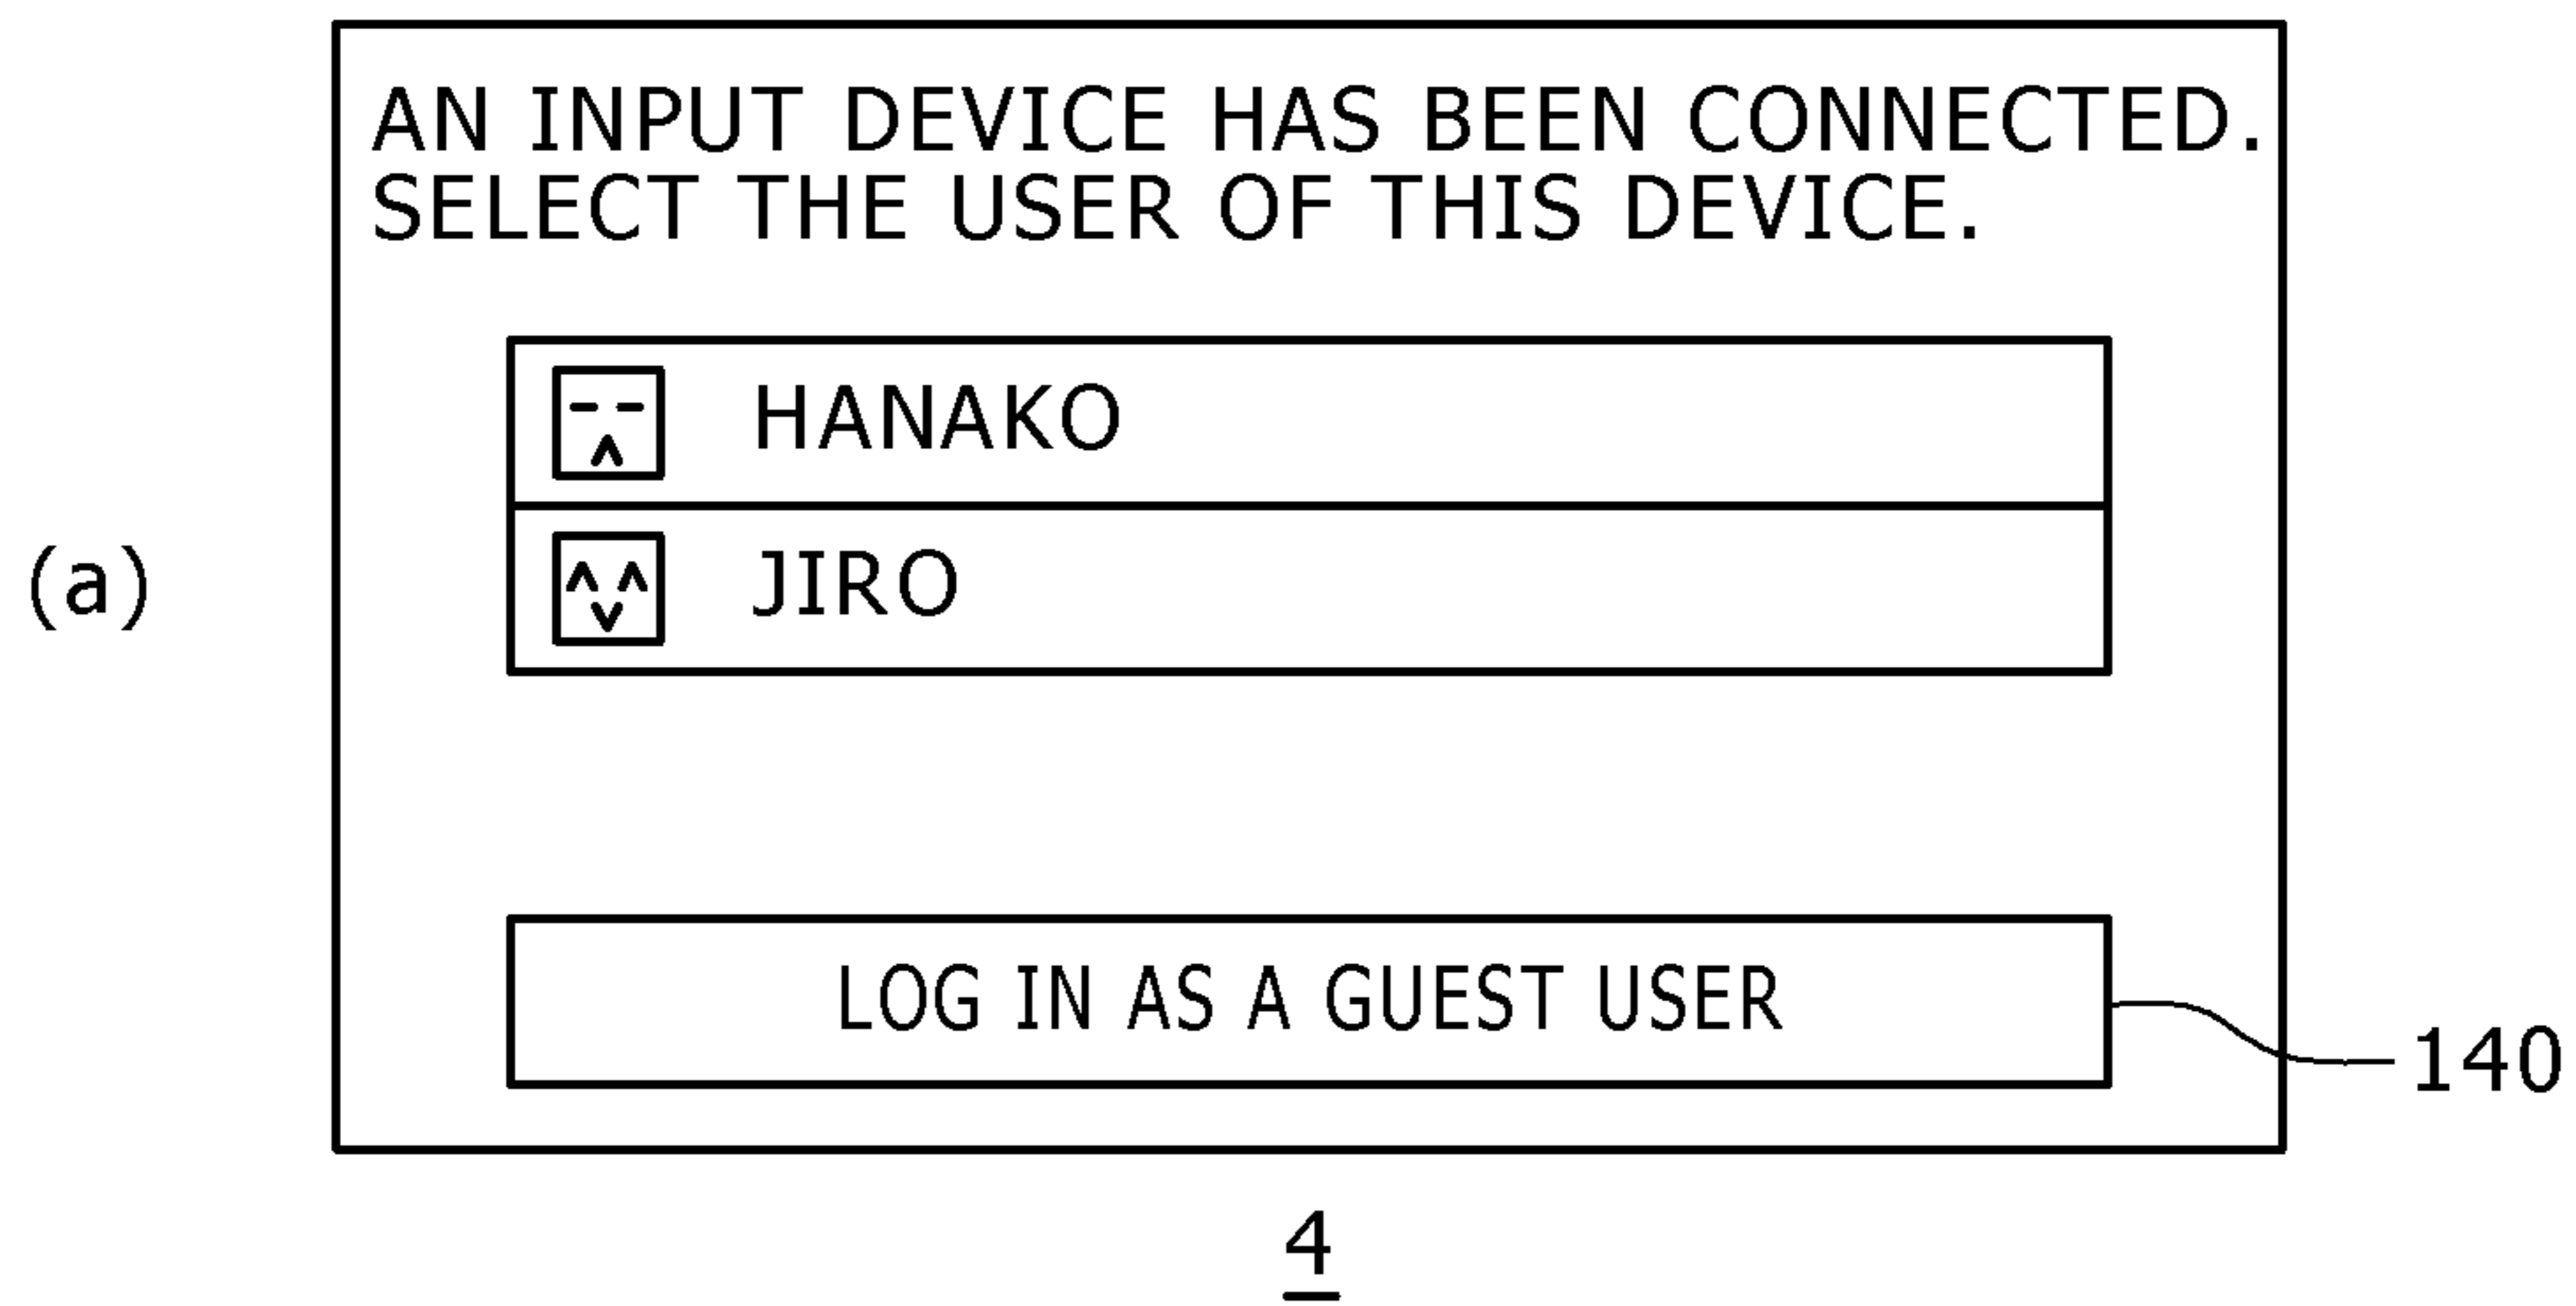 AN INPUT DEVICE HAS BEEN CONNECTED.
SELECT THE USER OF THIS DEVICE.
HANAKO
(a)
JIRO
LOG IN AS A GUEST USER
140
4